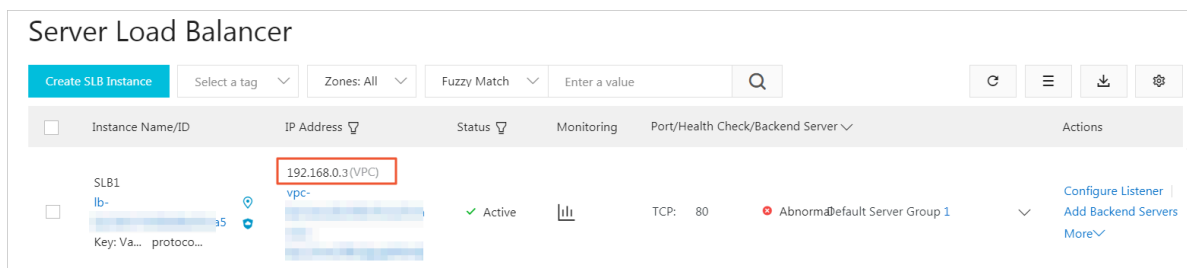 Server Load Balancer
Create SLB Instance Select a tag Zones: All Fuzzy Match Enter a value
Instance Name/ID IP Address Status Monitoring Port/Health Check/Backend Server Actions
192.168.0.3(VPC)
SLB1
vpc-
Configure Listener
lb-
Active TCP: 80 Abnormal Default Server Group 1
Add Backend Servers
a5
Key: Va... protoco...
More